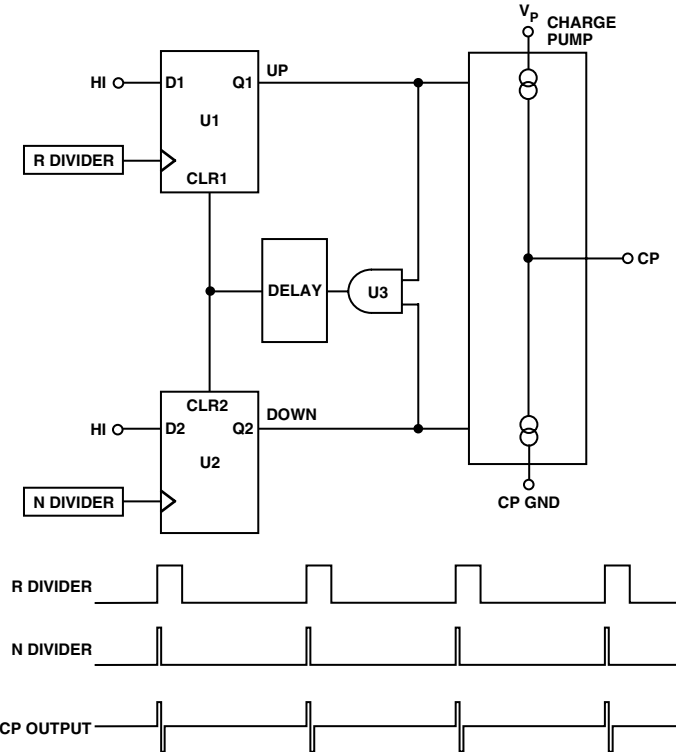 VP
CHARGE
PUMP
HI
D1
Q1
UP
U1
R DIVIDER
CLR1
DELAY
U3
CP
CLR2
DOWN
HI
D2
Q2
U2
N DIVIDER
CP GND
R DIVIDER
N DIVIDER
CP OUTPUT